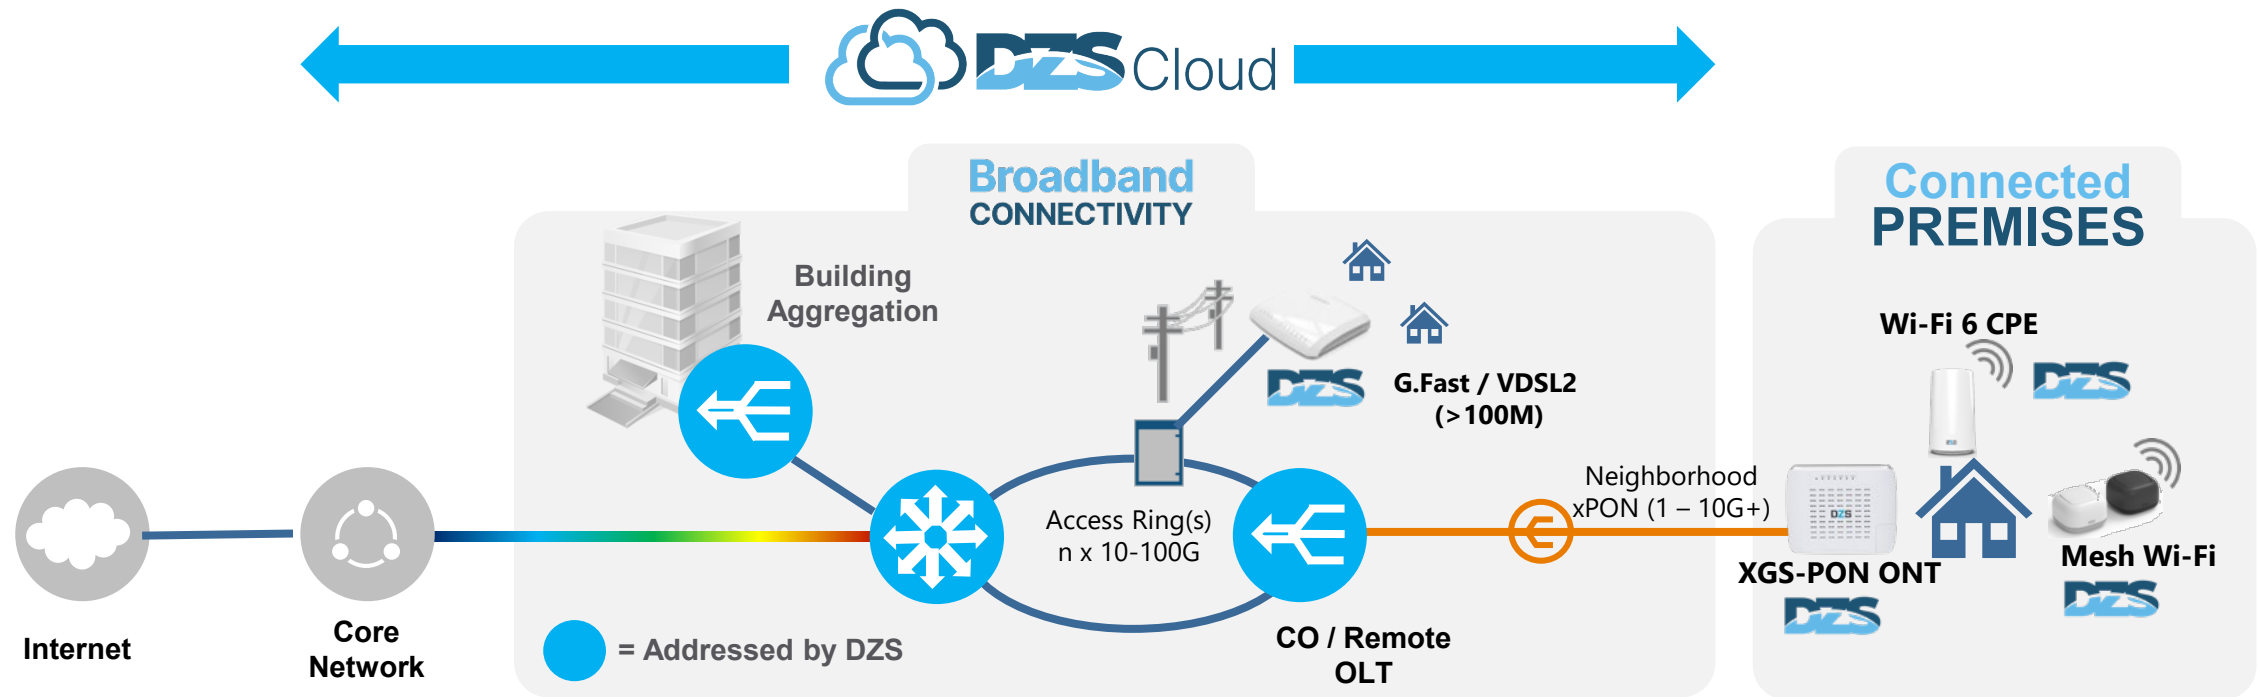 DZS Cloud
Broadband
CONNECTIVITY
Connected
PREMISES
Building
Aggregation
Wi-Fi 6 CPE
DZS
DZS
G.Fast / VDSL2
(>100M)
Neighborhood
xPON (1 – 10G+)
Access Ring(s)
n x 10-100G
DZS
XGS-PON ONT
DZS
Mesh Wi-Fi
DZS
Internet
Core
Network
= Addressed by DZS
CO / Remote
OLT